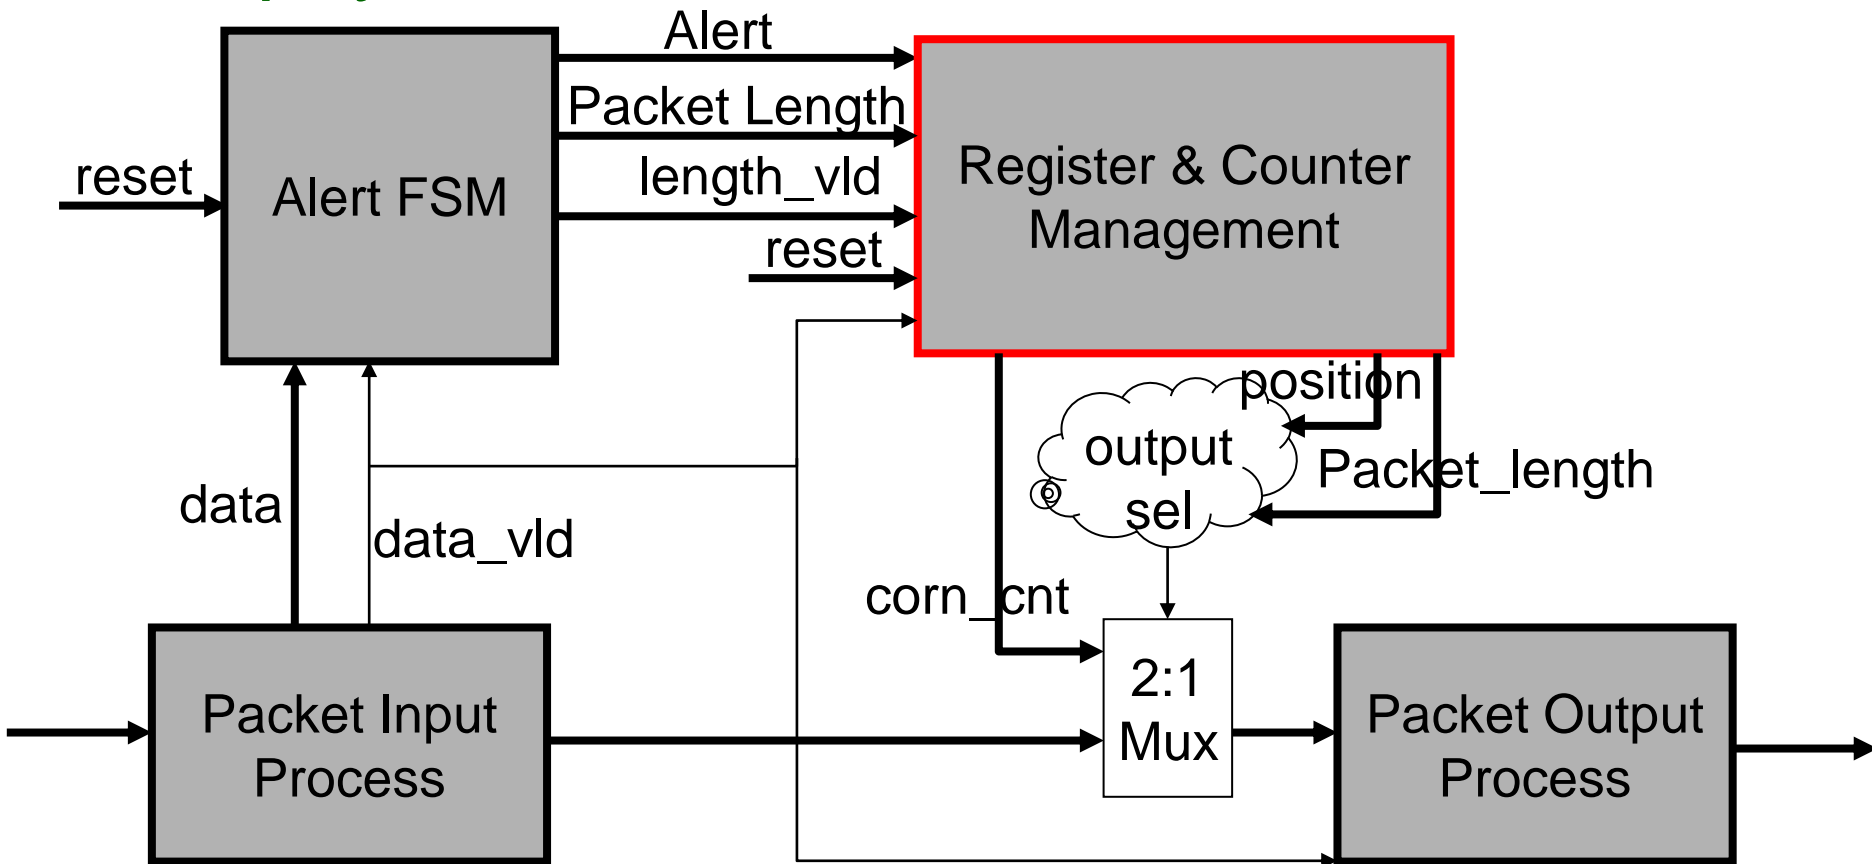 Alert
Packet Length
length_vld
reset
reset
Alert FSM
Register & Counter
Management
position
output
sel
Packet_length
data
data_vld
corn_cnt
2:1
Mux
Packet Input
Process
Packet Output
Process